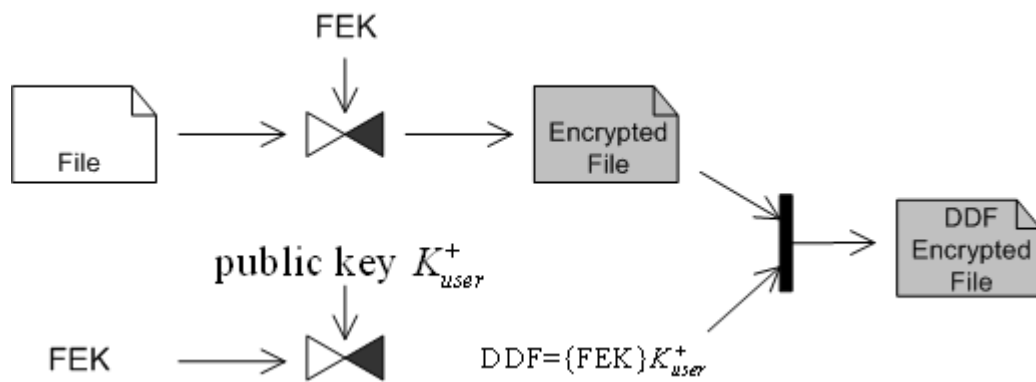 FEK
File
Encrypted
File
DDF
Encrypted
File
public key K⁺user
FEK
DDF={FEK}K⁺user